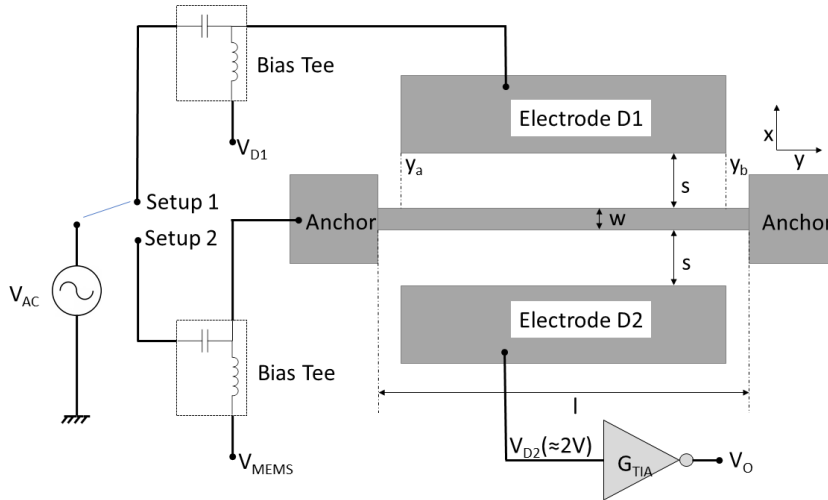 Bias Tee
Electrode D1
x
y
V_D1
y_a
y_b
s
Setup 1
Anchor
w
Anchor
Setup 2
s
V_AC
Electrode D2
Bias Tee
l
V_D2(≈2V)
G_TIA
V_O
V_MEMS